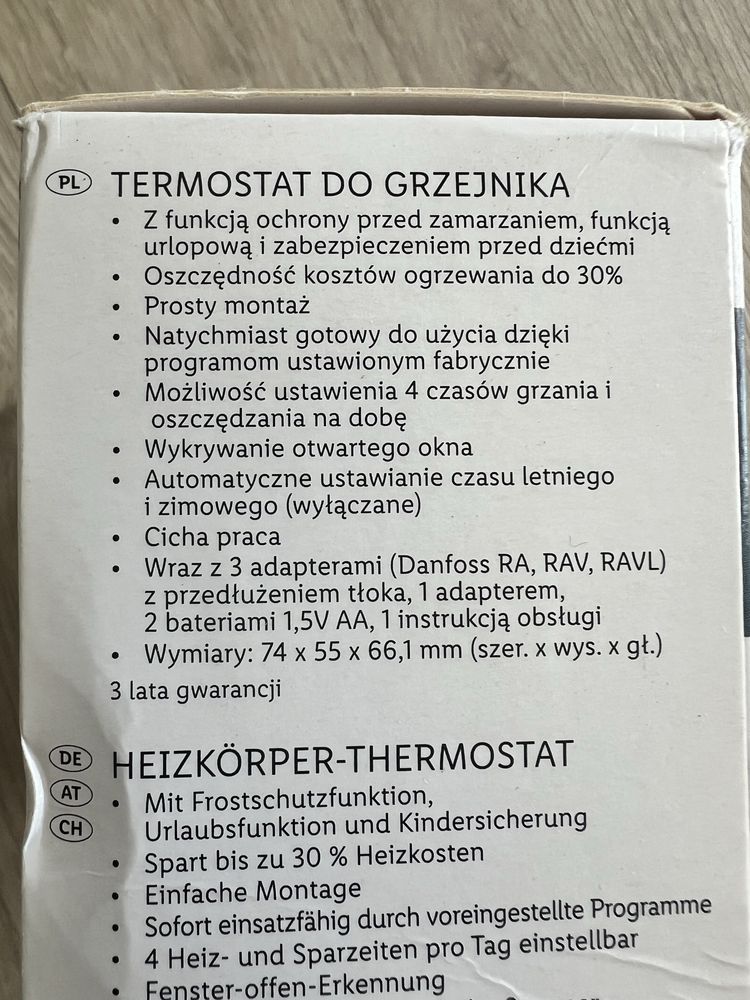 PL TERMOSTAT DO GRZEJNIKA
• Z funkcją ochrony przed zamarzaniem, funkcją
urlopową i zabezpieczeniem przed dziećmi
• Oszczędność kosztów ogrzewania do 30%
• Prosty montaż
• Natychmiast gotowy do użycia dzięki
programom ustawionym fabrycznie
• Możliwość ustawienia 4 czasów grzania i
oszczędzania na dobę
• Wykrywanie otwartego okna
• Automatyczne ustawianie czasu letniego
i zimowego (wyłączane)
• Cicha praca
• Wraz z 3 adapterami (Danfoss RA, RAV, RAVL)
z przedłużeniem tłoka, 1 adapterem,
2 bateriami 1,5V AA, 1 instrukcją obsługi
• Wymiary: 74 x 55 x 66,1 mm (szer. x wys. x gł.)
3 lata gwarancji
DE HEIZKÖRPER-THERMOSTAT
AT • Mit Frostschutzfunktion,
CH Urlaubsfunktion und Kindersicherung
• Spart bis zu 30 % Heizkosten
• Einfache Montage
• Sofort einsatzfähig durch voreingestellte Programme
• 4 Heiz- und Sparzeiten pro Tag einstellbar
• Fenster-offen-Erkennung